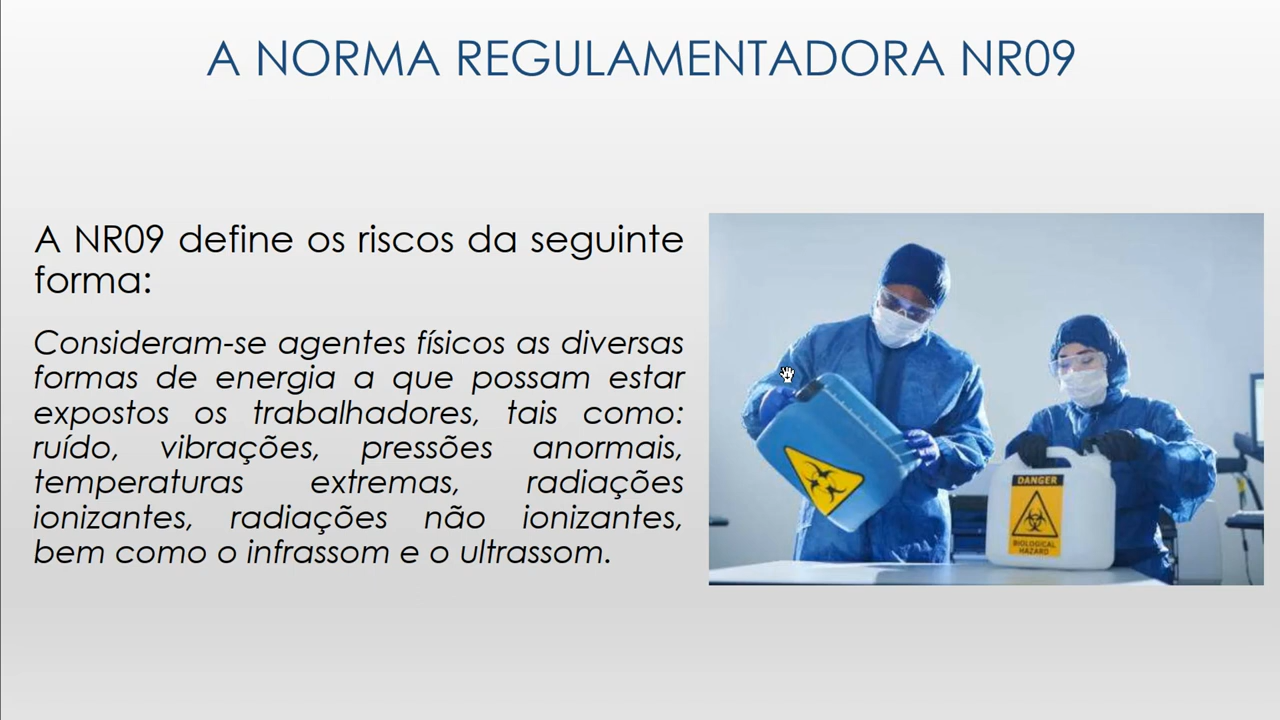 A NORMA REGULAMENTADORA NR09
A NR09 define os riscos da seguinte
forma:
Consideram-se agentes físicos as diversas
formas de energia a que possam estar
expostos os trabalhadores, tais como:
ruído, vibrações, pressões anormais,
temperaturas extremas, radiações
ionizantes, radiações não ionizantes,
bem como o infrassom e o ultrassom.
DANGER
BIOLOGICAL
HAZARD